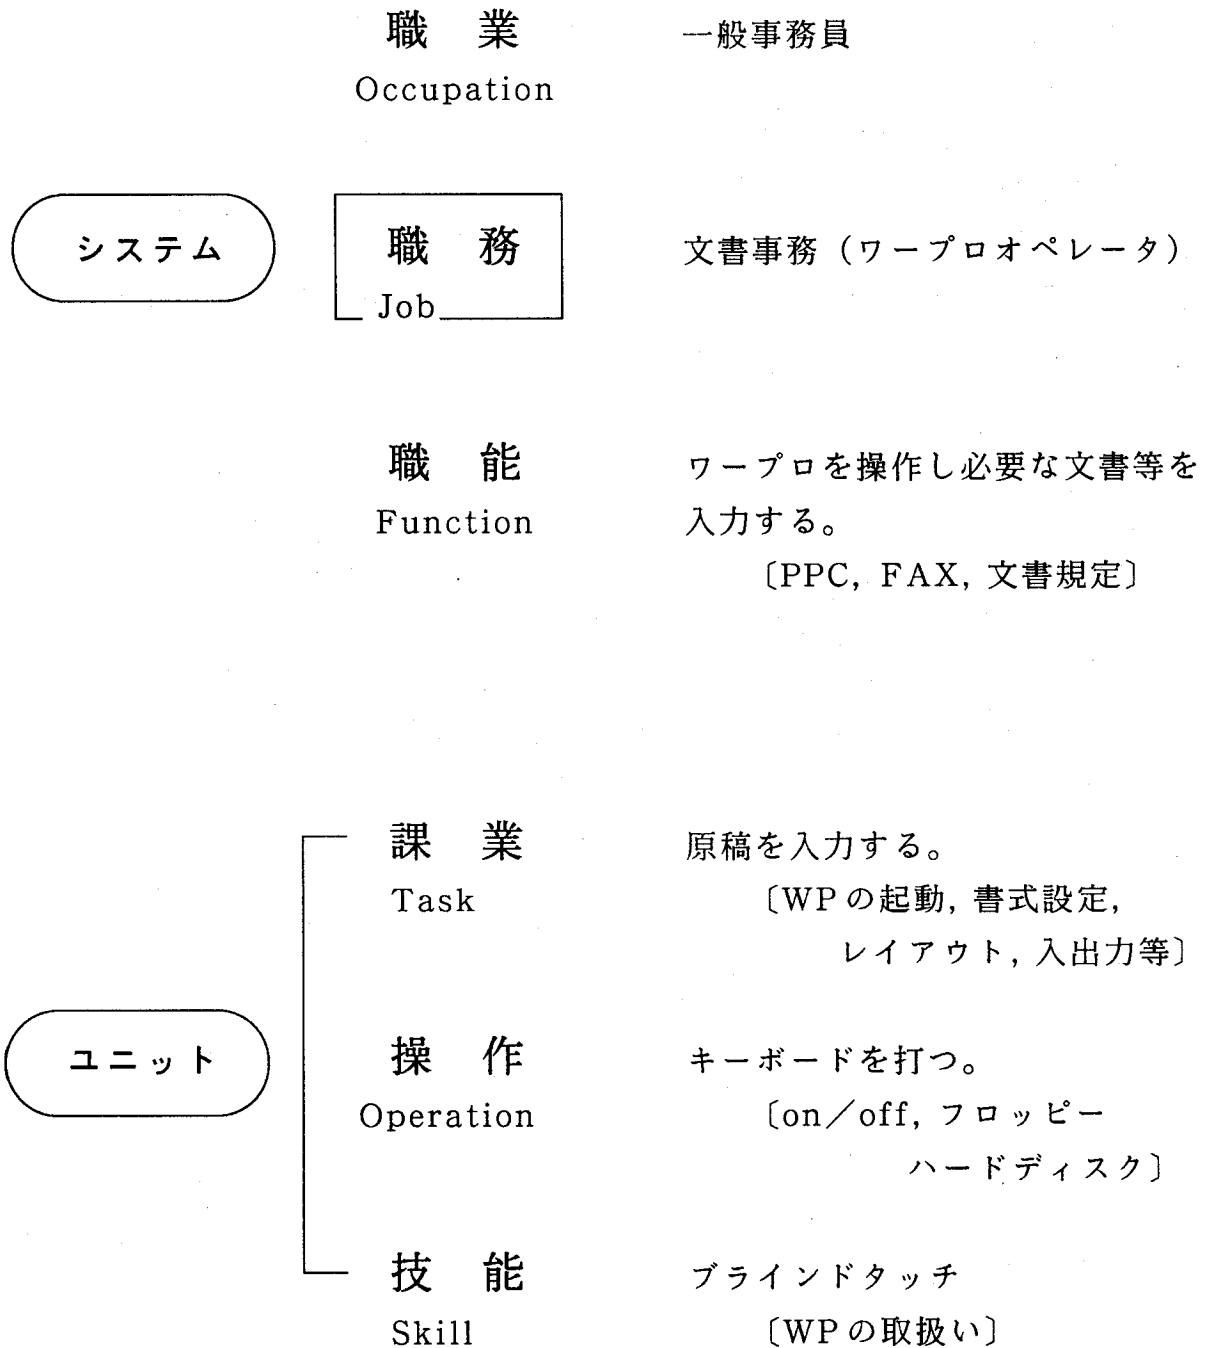 職 業 一般事務員
Occupation
システム 職 務 文書事務（ワープロオペレータ）
Job
職 能 ワープロを操作し必要な文書等を
Function 入力する。
〔PPC, FAX, 文書規定〕
課 業 原稿を入力する。
Task 〔WPの起動, 書式設定,
レイアウト, 入出力等〕
ユニット 操 作 キーボードを打つ。
Operation 〔on／off, フロッピー
ハードディスク〕
技 能 ブラインドタッチ
Skill 〔WPの取扱い〕